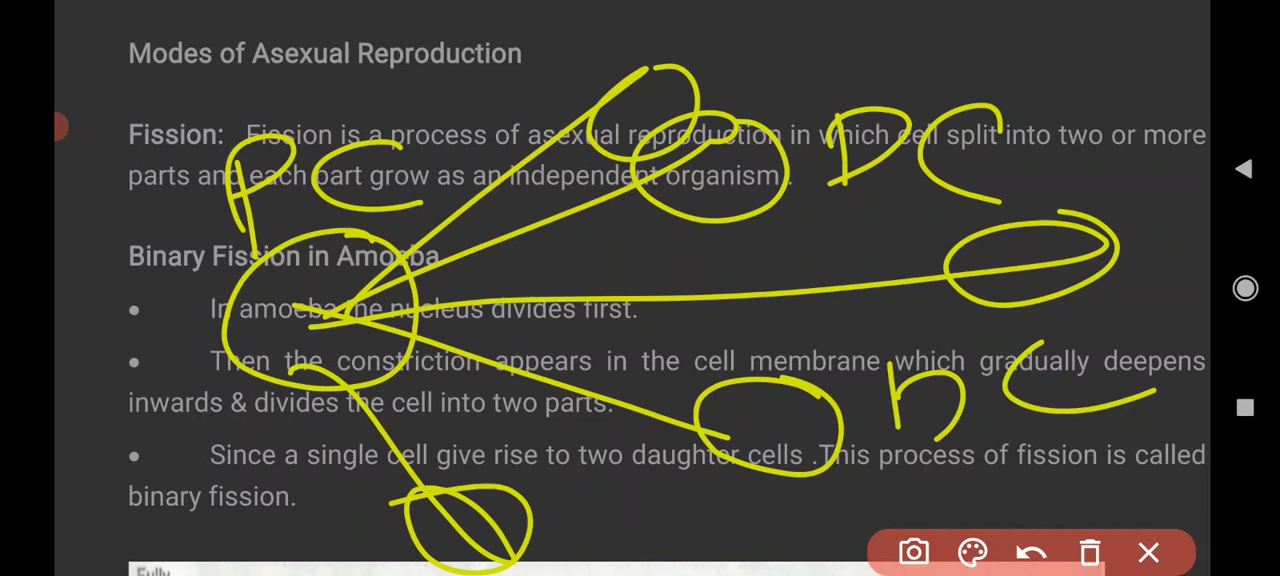 Modes of Asexual Reproduction
Fission: Fission is a process of asexual reproduction in which cell split into two or more
parts and each part grow as an independent organism .
PC
DC
Binary Fission in Amoeba
• In amoeba the nucleus divides first.
• Then the constriction appears in the cell membrane which gradually deepens
inwards & divides the cell into two parts.
DC
• Since a single cell give rise to two daughter cells .This process of fission is called
binary fission.
Fully